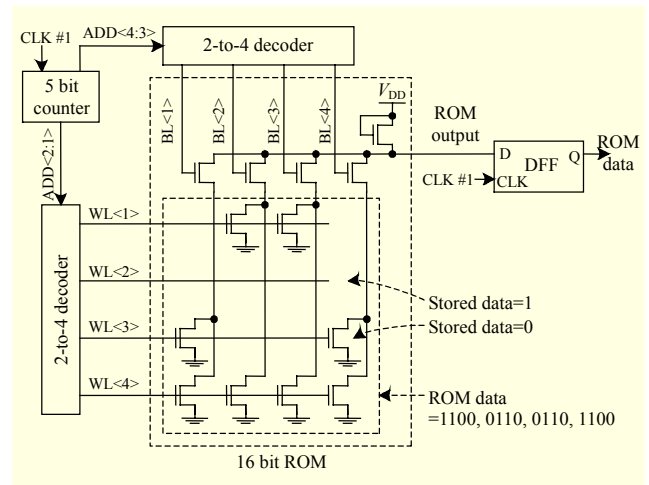 CLK #1
ADD<4:3>
2-to-4 decoder
5 bit
counter
BL<1>
BL<2>
BL<3>
BL<4>
VDD
ROM
output
D
DFF
Q
CLK
CLK #1
ROM
data
ADD<2:1>
WL<1>
WL<2>
WL<3>
WL<4>
2-to-4 decoder
Stored data=1
Stored data=0
ROM data
=1100, 0110, 0110, 1100
16 bit ROM